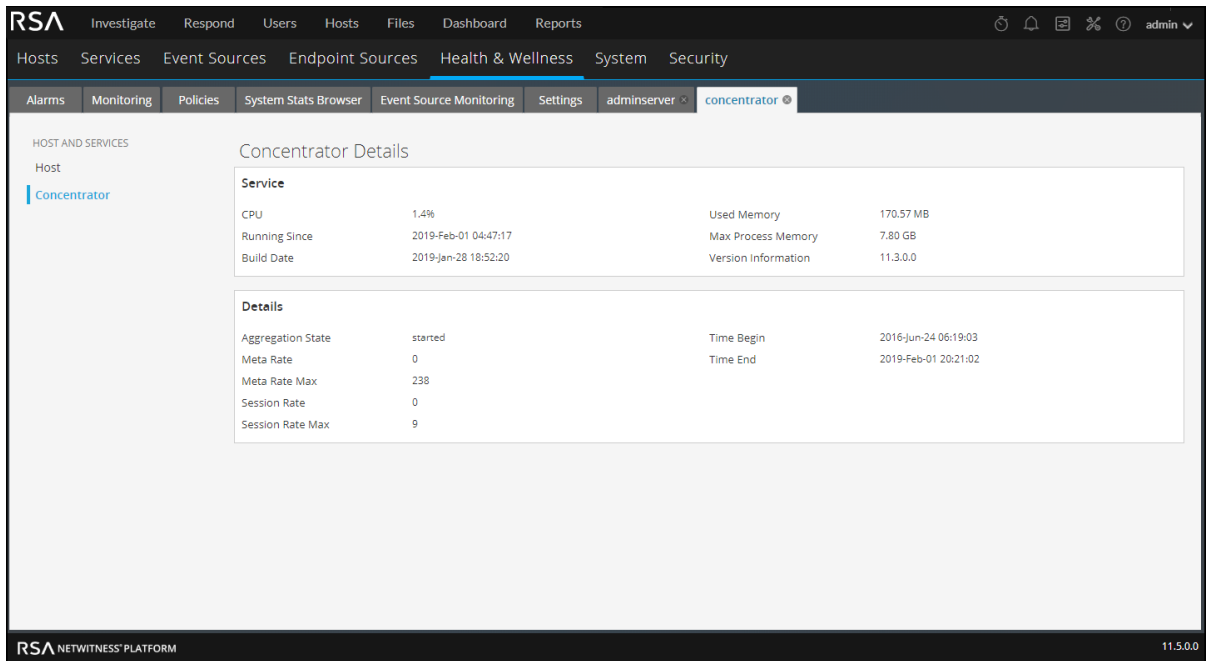 RSA Investigate Respond Users Hosts Files Dashboard Reports admin
Hosts Services Event Sources Endpoint Sources Health & Wellness System Security
Alarms Monitoring Policies System Stats Browser Event Source Monitoring Settings adminserver concentrator
HOST AND SERVICES
Host
Concentrator
Concentrator Details
Service
CPU 1.4% Used Memory 170.57 MB
Running Since 2019-Feb-01 04:47:17 Max Process Memory 7.80 GB
Build Date 2019-Jan-28 18:52:20 Version Information 11.3.0.0
Details
Aggregation State started Time Begin 2016-Jun-24 06:19:03
Meta Rate 0 Time End 2019-Feb-01 20:21:02
Meta Rate Max 238
Session Rate 0
Session Rate Max 9
RSA NETWITNESS® PLATFORM 11.5.0.0